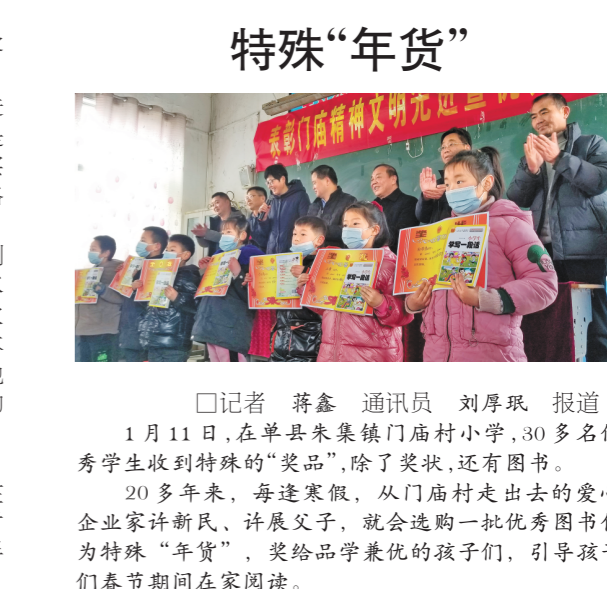 特殊“年货”
表彰门庙精神文明先进暨
学写一段话
学写一段话
□记者 蒋鑫 通讯员 刘厚珉 报道
1月11日,在单县朱集镇门庙村小学,30多名
秀学生收到特殊的“奖品”,除了奖状,还有图书。
20多年来，每逢寒假，从门庙村走出去的爱
企业家许新民、许展父子，就会选购一批优秀图书
为特殊“年货”，奖给品学兼优的孩子们，引导孩
们春节期间在家阅读。